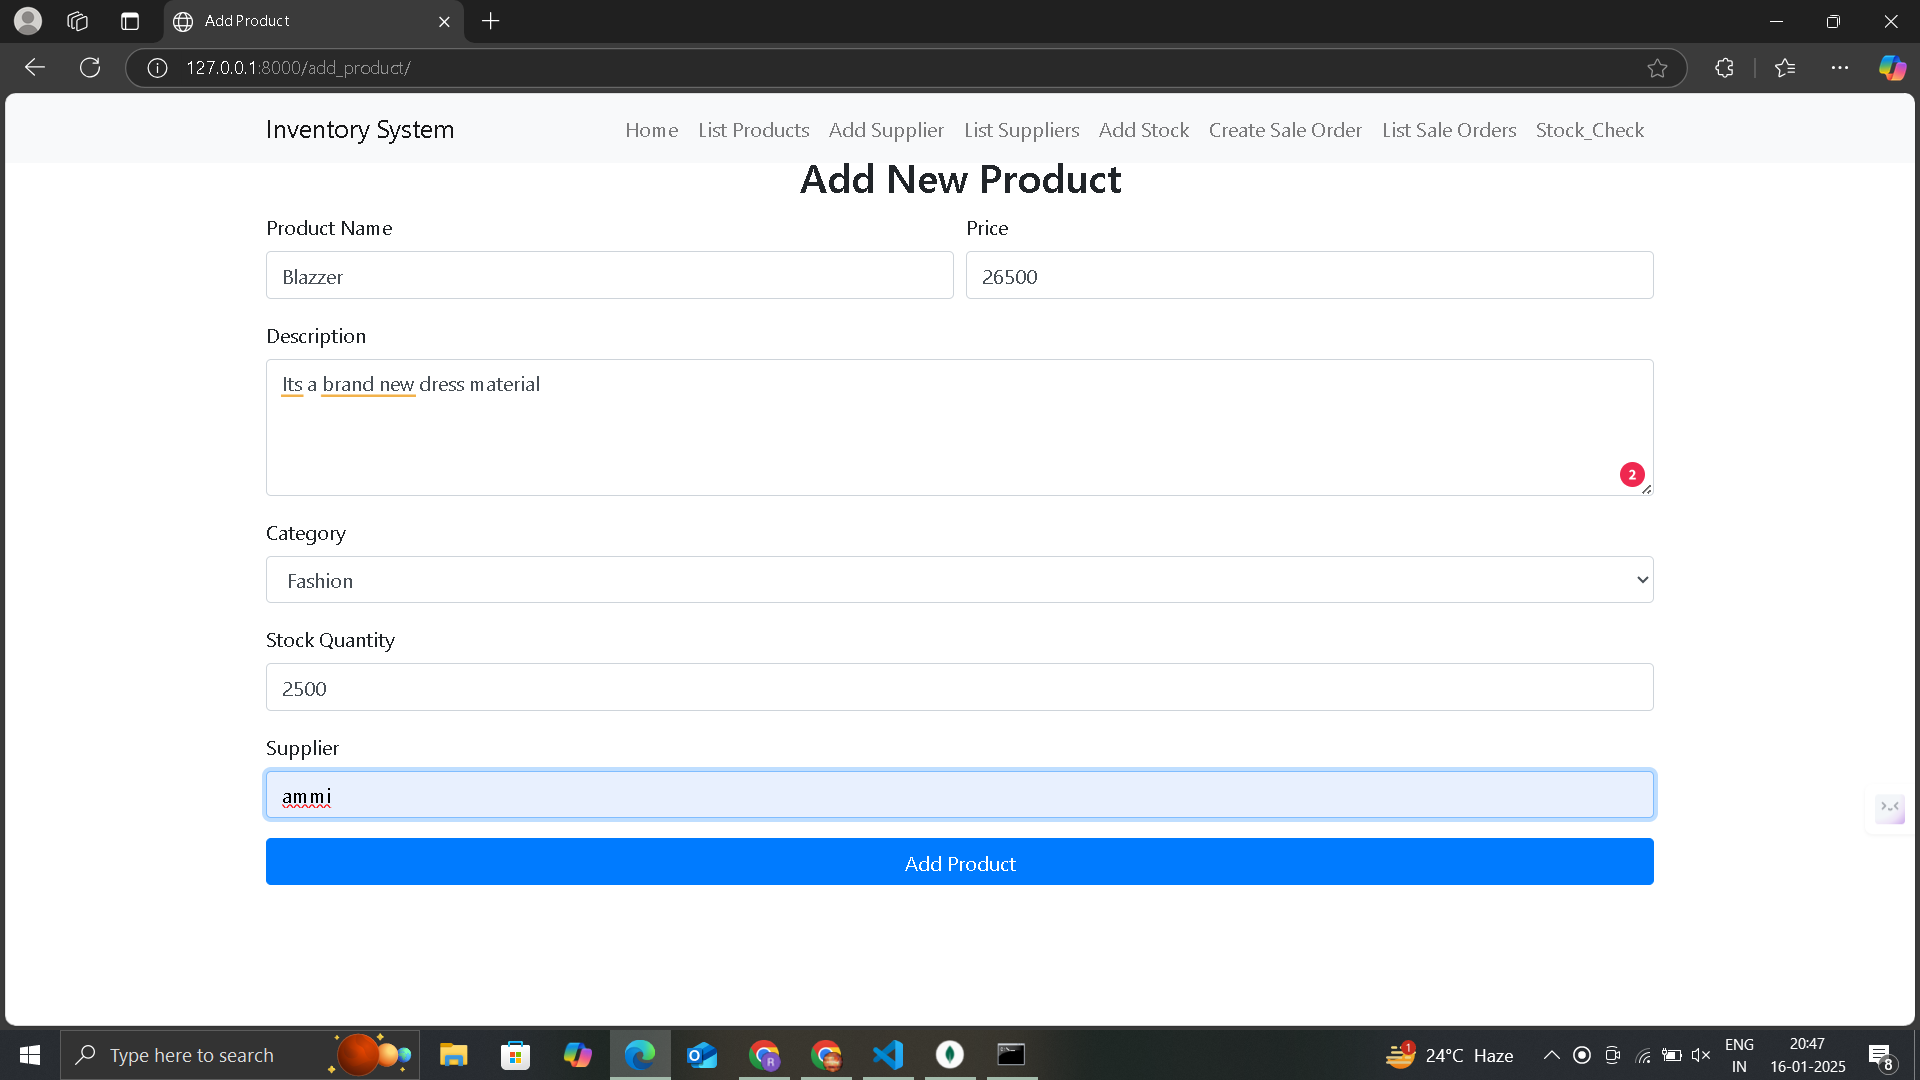 Add Product
127.0.0.1:8000/add_product/
Inventory System
Home List Products Add Supplier List Suppliers Add Stock Create Sale Order List Sale Orders Stock_Check
Add New Product
Product Name Price
Blazzer 26500
Description
Its a brand new dress material
2
Category
Fashion
Stock Quantity
2500
Supplier
ammi
Add Product
Type here to search
R
1
24°C Haze
ENG
IN
20:47
16-01-2025
8